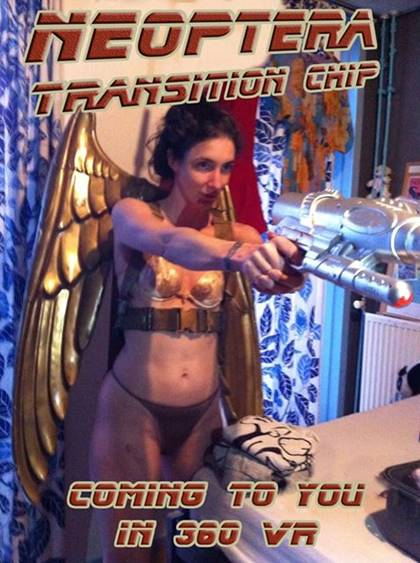 NEOPTERA
TRANSITION CHIP
COMING TO YOU
IN 360 VR